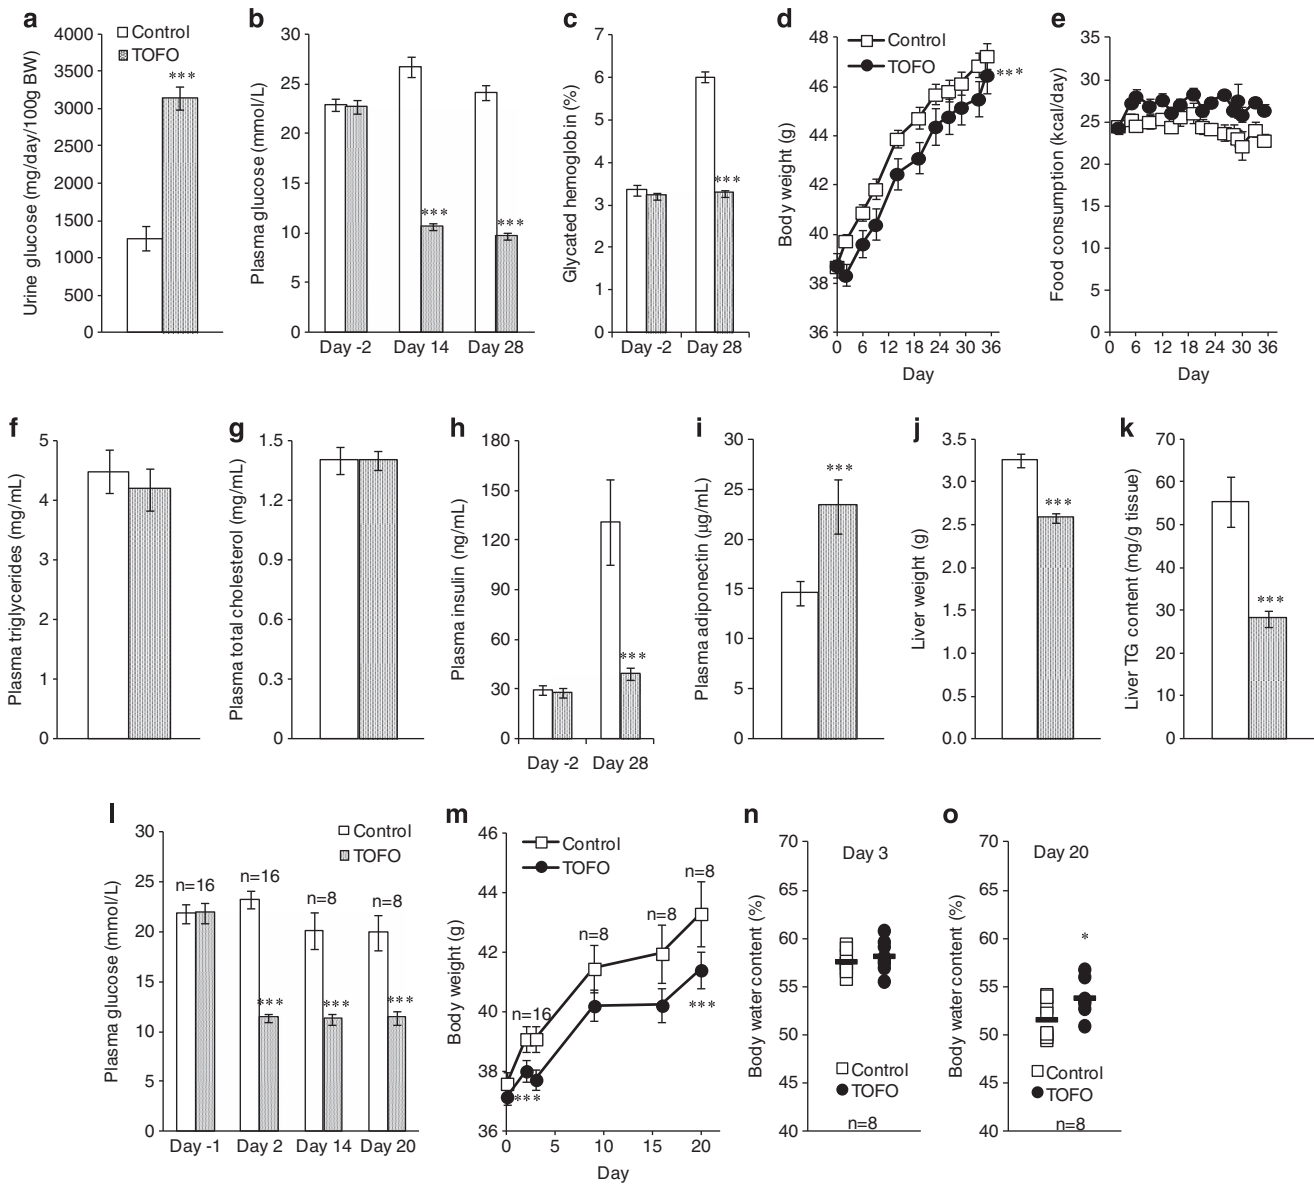 a
Urine glucose (mg/day/100g BW)
4000
3500
3000
2500
2000
1500
1000
500
0
Control
TOFO
***
b
Plasma glucose (mmol/L)
30
25
20
15
10
5
0
***
***
Day -2 Day 14 Day 28
c
Glycated hemoglobin (%)
7
6
5
4
3
2
1
0
***
Day -2 Day 28
d
Body weight (g)
48
46
44
42
40
38
36
Control
TOFO
***
0 6 12 18 24 30 36
Day
e
Food consumption (kcal/day)
35
30
25
20
15
10
5
0
0 6 12 18 24 30 36
Day
f
Plasma triglycerides (mg/mL)
5
4
3
2
1
0
g
Plasma total cholesterol (mg/mL)
1.5
1.2
0.9
0.6
0.3
0
h
Plasma insulin (ng/mL)
180
150
120
90
60
30
0
***
Day -2 Day 28
i
Plasma adiponectin (µg/mL)
30
25
20
15
10
5
0
***
j
Liver weight (g)
3.5
3.0
2.5
2.0
1.5
1.0
0.5
0.0
***
k
Liver TG content (mg/g tissue)
70
60
50
40
30
20
10
0
***
l
Plasma glucose (mmol/L)
30
25
20
15
10
5
0
Control
TOFO
n=16
n=16
n=8
n=8
***
***
***
Day -1 Day 2 Day 14 Day 20
m
Body weight (g)
46
44
42
40
38
36
Control
TOFO
n=8
n=8
n=8
n=16
***
***
0 5 10 15 20
Day
n
Body water content (%)
70
65
60
55
50
45
40
Day 3
Control
TOFO
n=8
o
Body water content (%)
70
65
60
55
50
45
40
Day 20
*
Control
TOFO
n=8